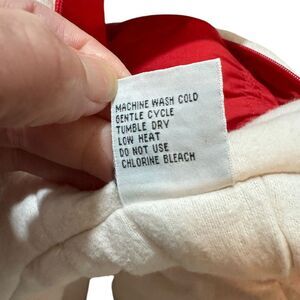 MACHINE WASH COLD
GENTLE CYCLE
TUMBLE DRY
LOW HEAT
DO NOT USE
CHLORINE BLEACH